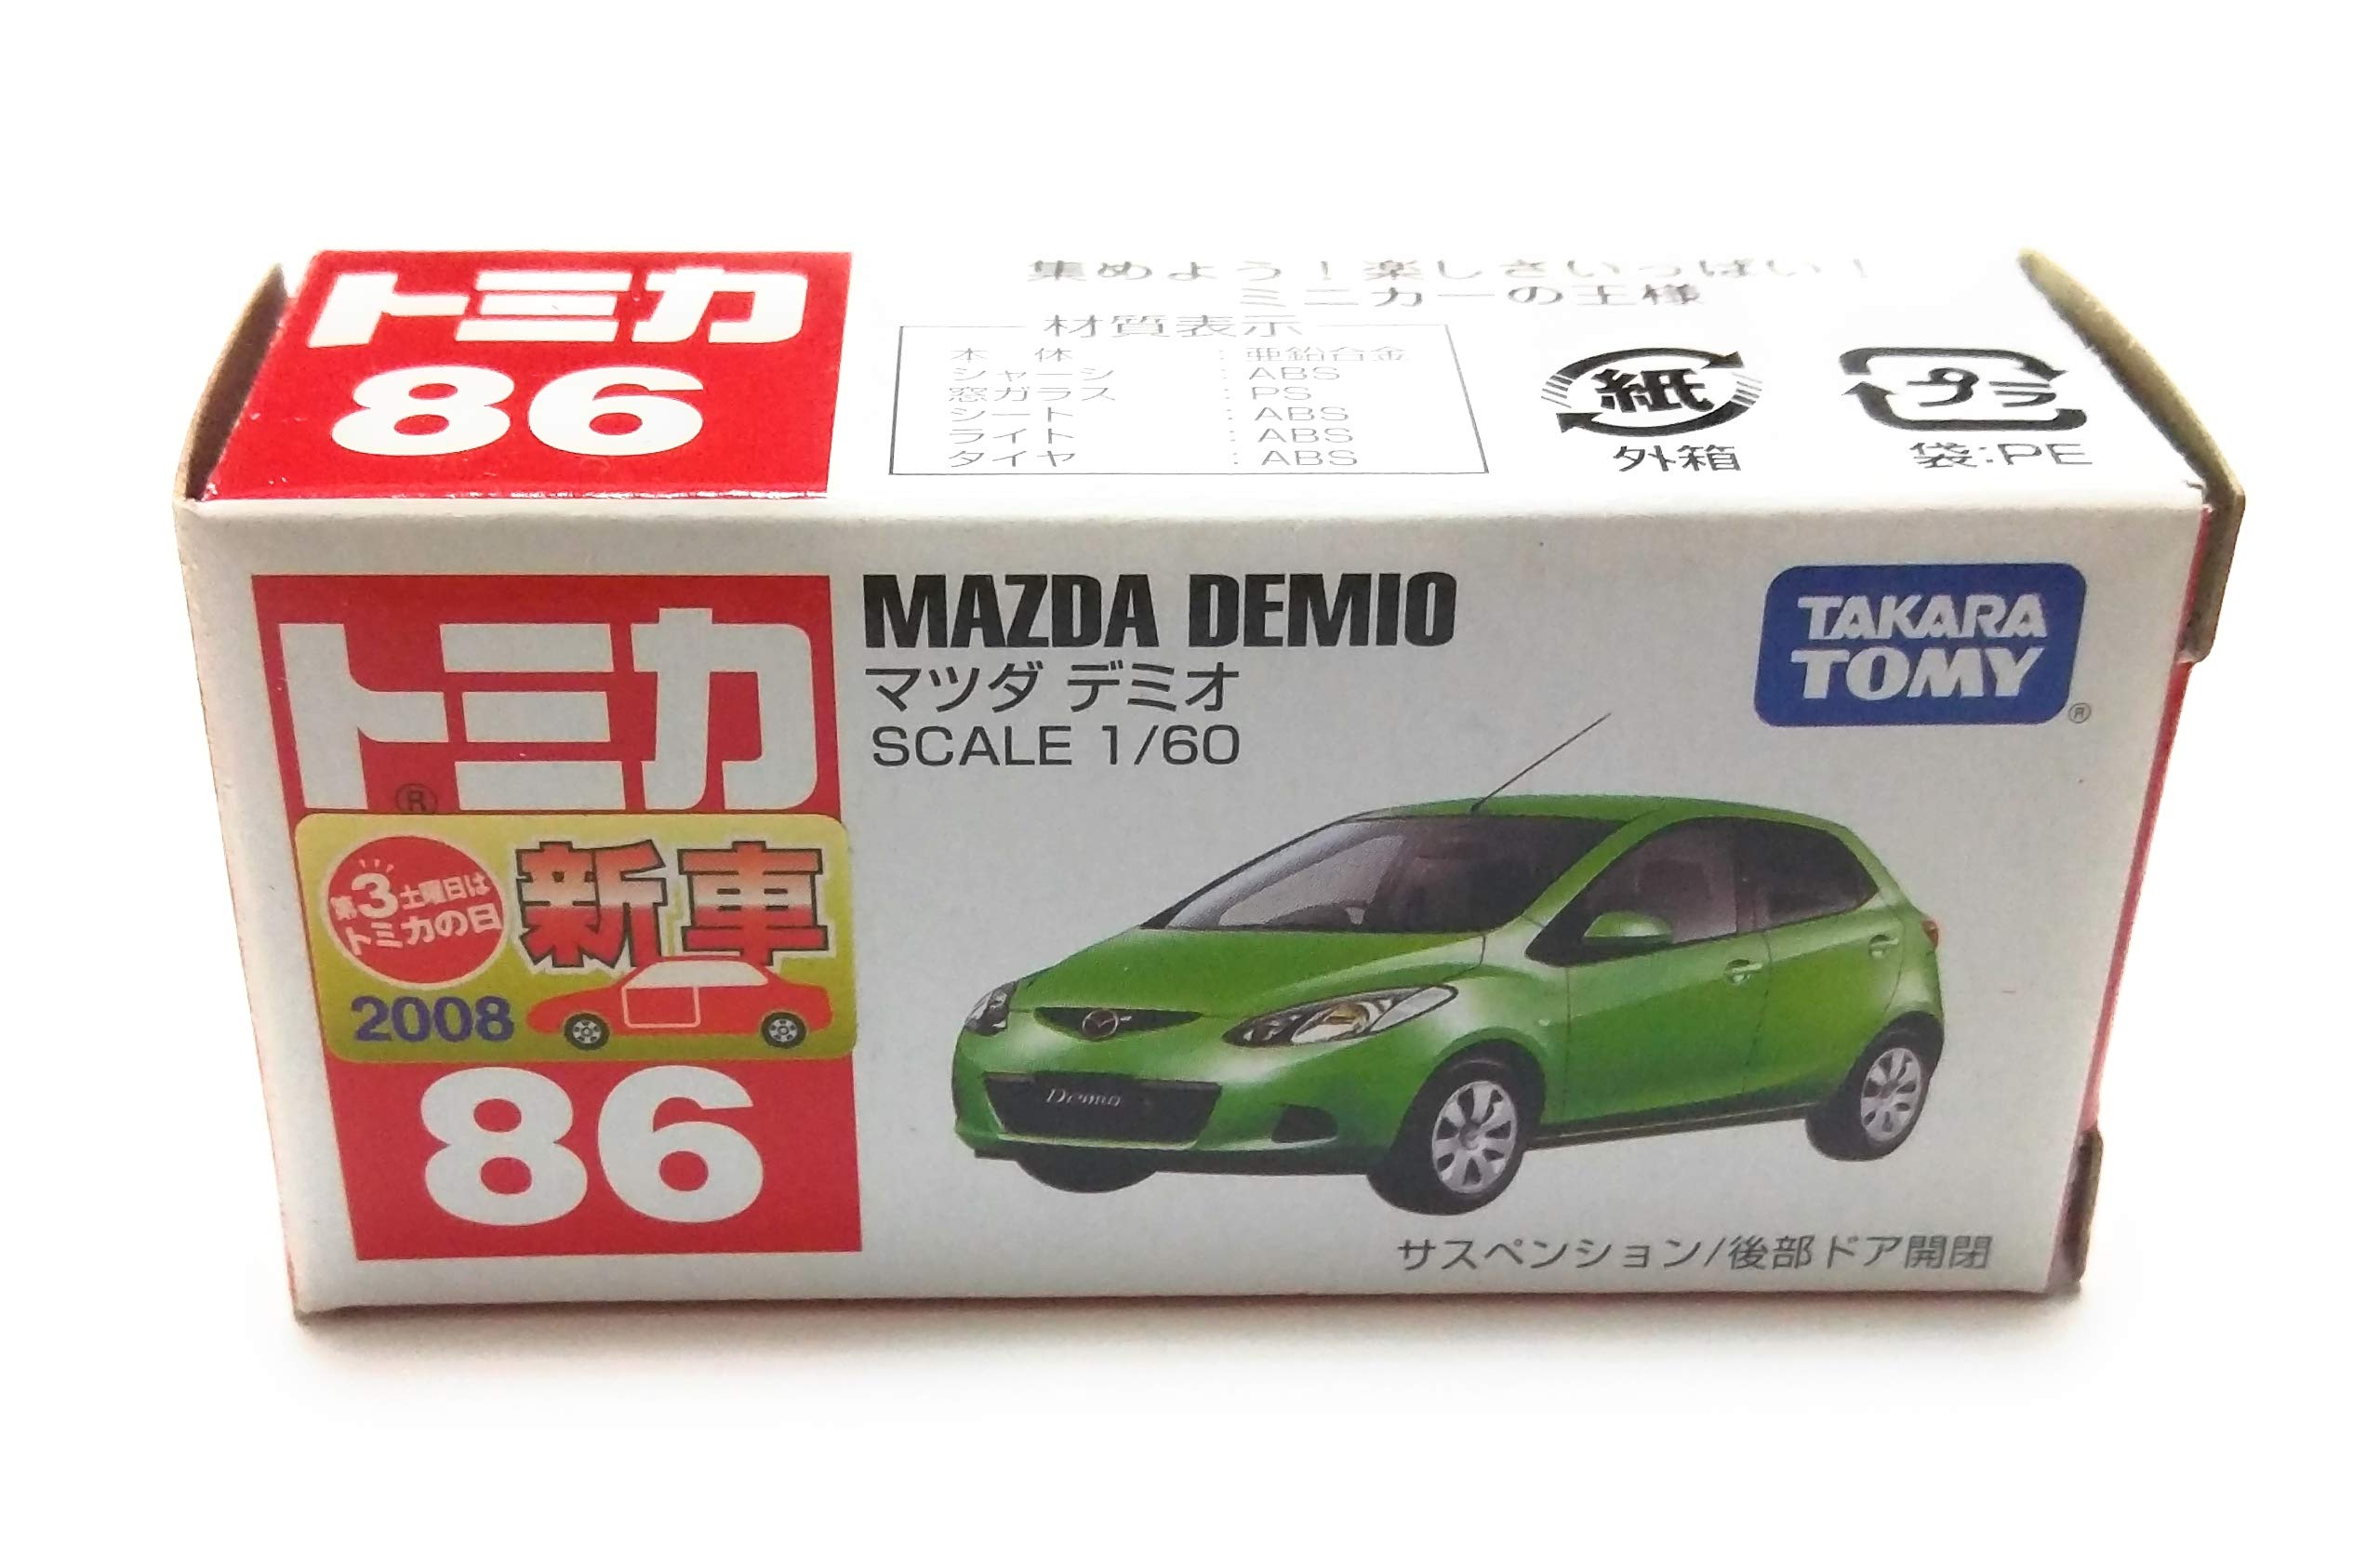 トミカ
86
集めよう！楽しさいっぱい！
ミニカーの王様
材質表示
本 体 : 亜鉛合金
シャーシ : ABS
窓ガラス : PS
シート : ABS
ライト : ABS
タイヤ : ABS
紙
外箱
プラ
袋:PE
トミカ
®
第3土曜日は
トミカの日
新車
2008
86
MAZDA DEMIO
マツダ デミオ
SCALE 1/60
TAKARA
TOMY
®
Demio
サスペンション/後部ドア開閉